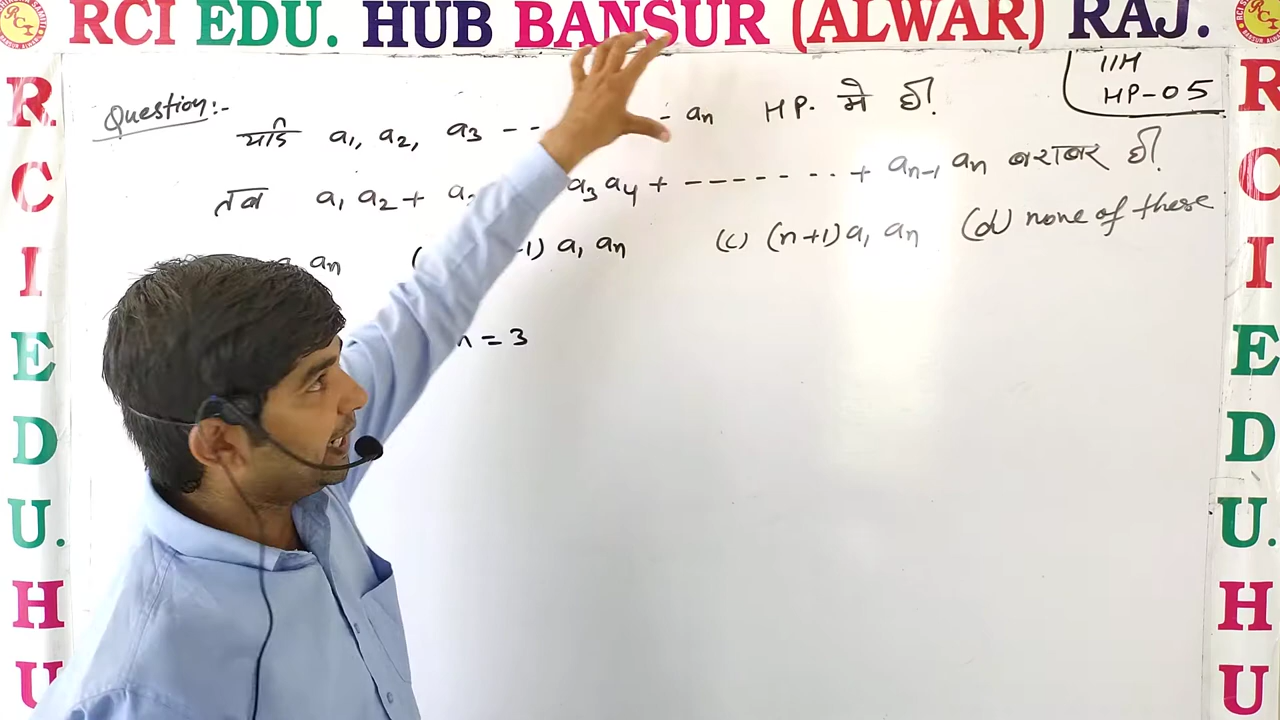 RCI EDU. HUB BANSUR (ALWAR) RAJ.
11H
HP-05
Question:-
यदि a1, a2, a3 - - - an HP. मे हो!
तब a1 a2 + a3 a4 + - - - - - - - + an-1 an बराबर हो!
an (-1) a1 an (c) (n+1) a1 an (d) none of these
n = 3
R
C
I
E
D
U.
H
U
R
C
I
E
D
U.
H
U